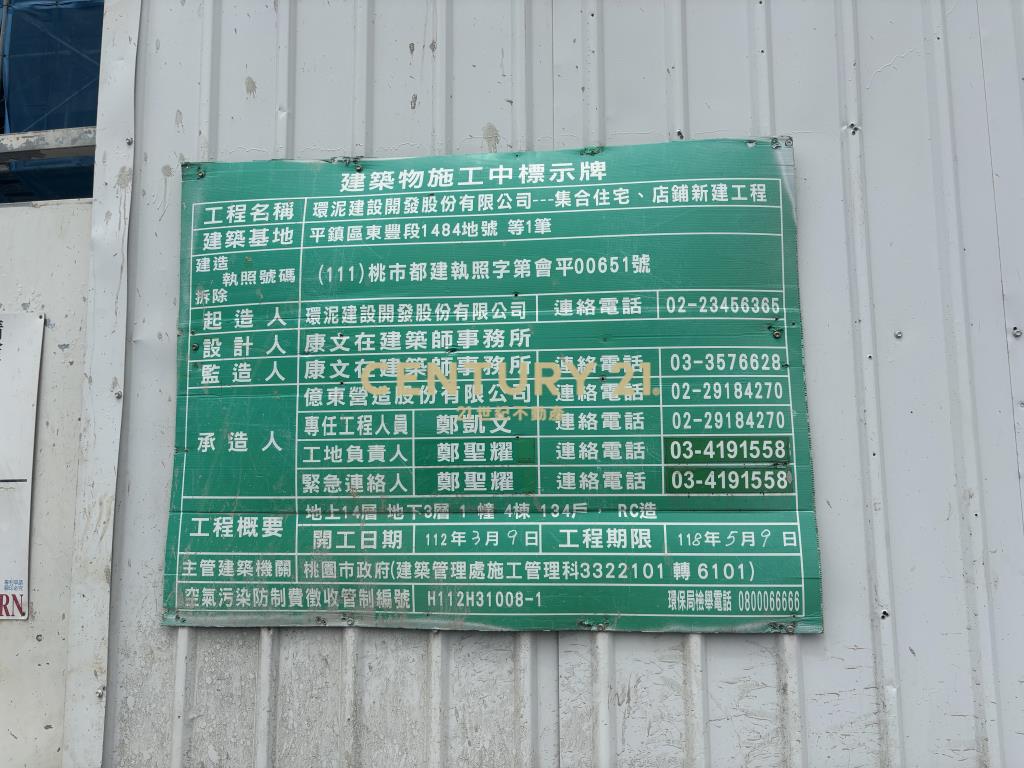 建築物施工中標示牌
工程名稱 環泥建設開發股份有限公司---集合住宅、店鋪新建工程
建築基地 平鎮區東豐段1484地號 等1筆
建造
執照號碼 (111)桃市都建執照字第會平00651號
拆除
起造人 環泥建設開發股份有限公司 連絡電話 02-23456365
設計人 康文在建築師事務所
監造人 康文在建築師事務所 連絡電話 03-3576628
CENTURY 21.
21世紀不動產
承造人 億東營造股份有限公司 連絡電話 02-29184270
專任工程人員 鄭凱文 連絡電話 02-29184270
工地負責人 鄭聖耀 連絡電話 03-4191558
緊急連絡人 鄭聖耀 連絡電話 03-4191558
工程概要 地上14層 地下3層 1 幢 4棟 134戶, RC造
開工日期 112年3月9日 工程期限 118年5月9日
主管建築機關 桃園市政府(建築管理處施工管理科3322101 轉 6101)
空氣污染防制費徵收管制編號 H112H31008-1 環保局檢舉電話 0800066666
RN